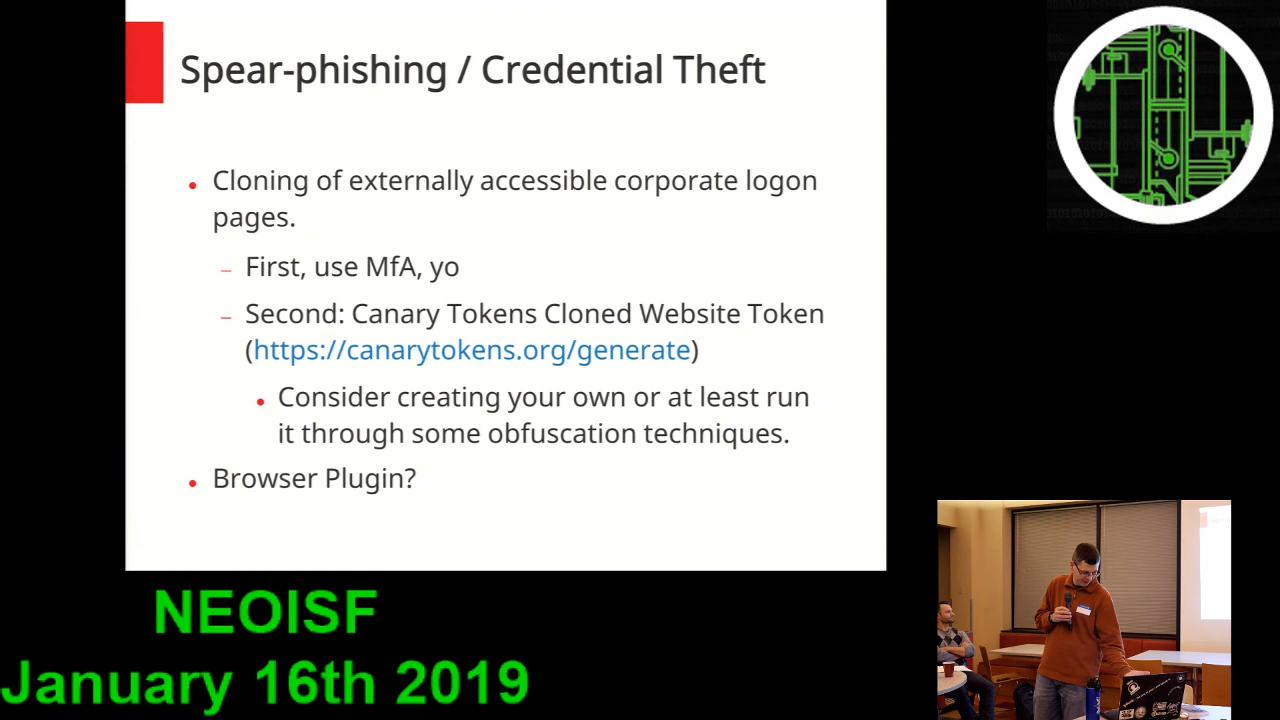 Spear-phishing / Credential Theft
Cloning of externally accessible corporate logon
pages.
First, use MfA, yo
Second: Canary Tokens Cloned Website Token
(https://canarytokens.org/generate)
Consider creating your own or at least run
it through some obfuscation techniques.
Browser Plugin?
NEOISF
January 16th 2019